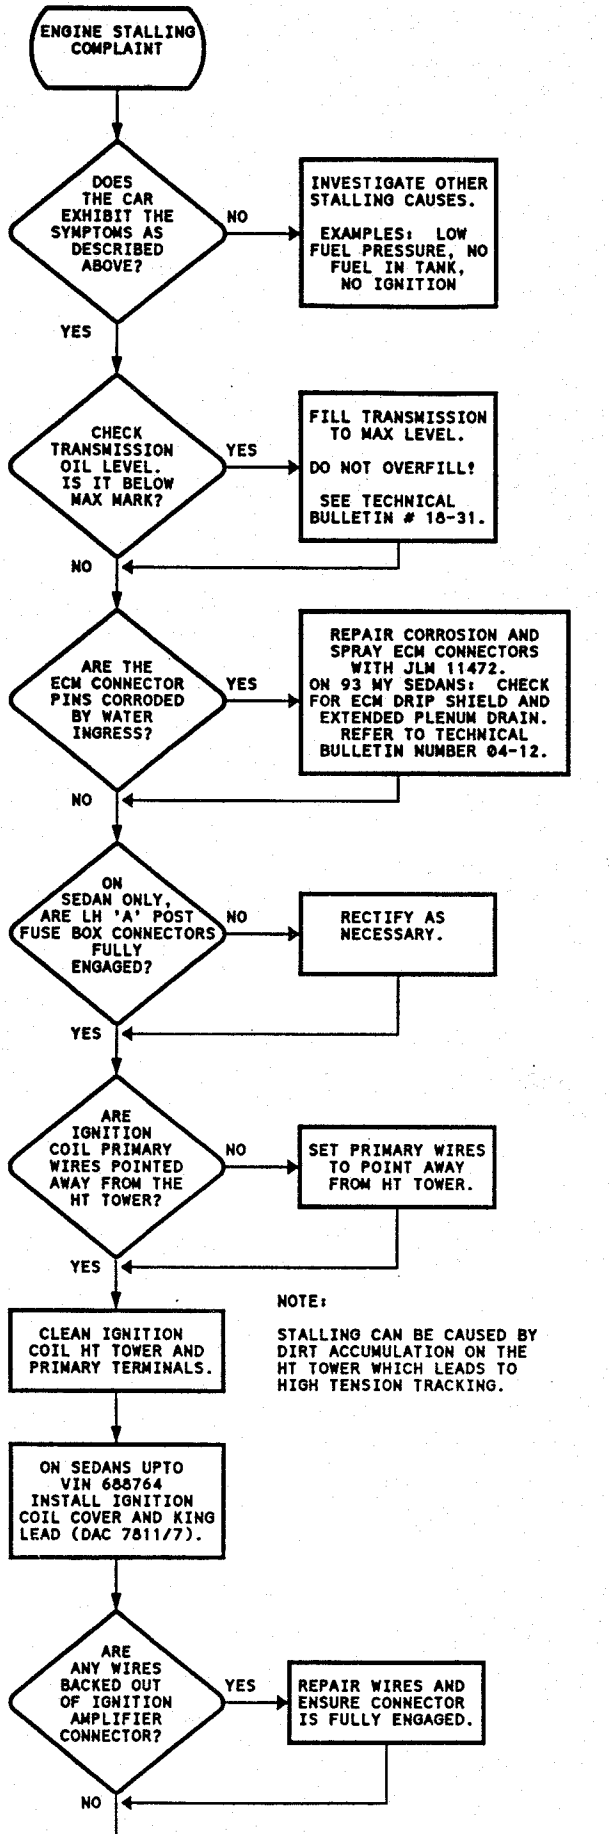 ENGINE STALLING
COMPLAINT
DOES
THE CAR
EXHIBIT THE
SYMPTOMS AS
DESCRIBED
ABOVE?
NO
INVESTIGATE OTHER
STALLING CAUSES.
EXAMPLES: LOW
FUEL PRESSURE, NO
FUEL IN TANK,
NO IGNITION
YES
CHECK
TRANSMISSION
OIL LEVEL.
IS IT BELOW
MAX MARK?
YES
FILL TRANSMISSION
TO MAX LEVEL.
DO NOT OVERFILL!
SEE TECHNICAL
BULLETIN # 18-31.
NO
ARE THE
ECM CONNECTOR
PINS CORRODED
BY WATER
INGRESS?
YES
REPAIR CORROSION AND
SPRAY ECM CONNECTORS
WITH JLM 11472.
ON 93 MY SEDANS: CHECK
FOR ECM DRIP SHIELD AND
EXTENDED PLENUM DRAIN.
REFER TO TECHNICAL
BULLETIN NUMBER 04-12.
NO
ON
SEDAN ONLY,
ARE LH 'A' POST
FUSE BOX CONNECTORS
FULLY
ENGAGED?
NO
RECTIFY AS
NECESSARY.
YES
ARE
IGNITION
COIL PRIMARY
WIRES POINTED
AWAY FROM THE
HT TOWER?
NO
SET PRIMARY WIRES
TO POINT AWAY
FROM HT TOWER.
YES
CLEAN IGNITION
COIL HT TOWER AND
PRIMARY TERMINALS.
NOTE:
STALLING CAN BE CAUSED BY
DIRT ACCUMULATION ON THE
HT TOWER WHICH LEADS TO
HIGH TENSION TRACKING.
ON SEDANS UPTO
VIN 688764
INSTALL IGNITION
COIL COVER AND KING
LEAD (DAC 7811/7).
ARE
ANY WIRES
BACKED OUT
OF IGNITION
AMPLIFIER
CONNECTOR?
YES
REPAIR WIRES AND
ENSURE CONNECTOR
IS FULLY ENGAGED.
NO